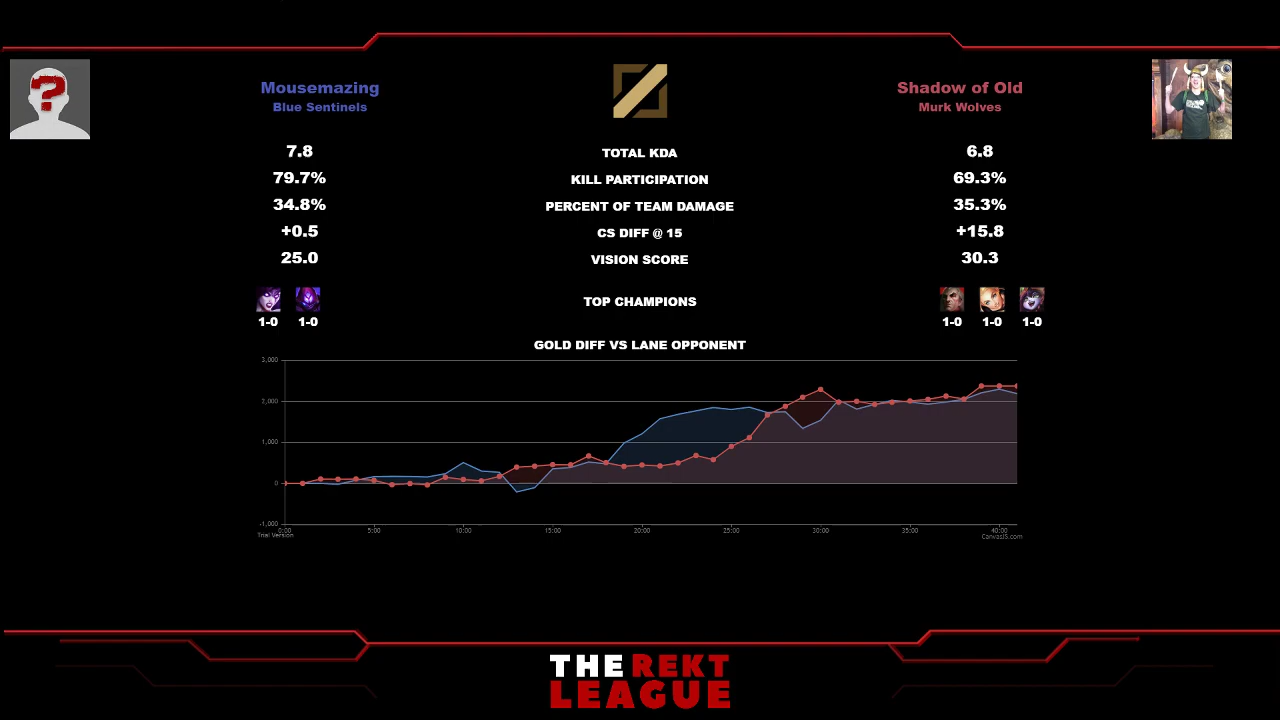 Mousemazing
Blue Sentinels
Shadow of Old
Murk Wolves
7.8 TOTAL KDA 6.8
79.7% KILL PARTICIPATION 69.3%
34.8% PERCENT OF TEAM DAMAGE 35.3%
+0.5 CS DIFF @ 15 +15.8
25.0 VISION SCORE 30.3
TOP CHAMPIONS
1-0 1-0 1-0 1-0 1-0
GOLD DIFF VS LANE OPPONENT
3,000
2,000
1,000
0
-1,000
0:00 5:00 10:00 15:00 20:00 25:00 30:00 35:00 40:00
Trial Version CanvasJS.com
THE REKT
LEAGUE